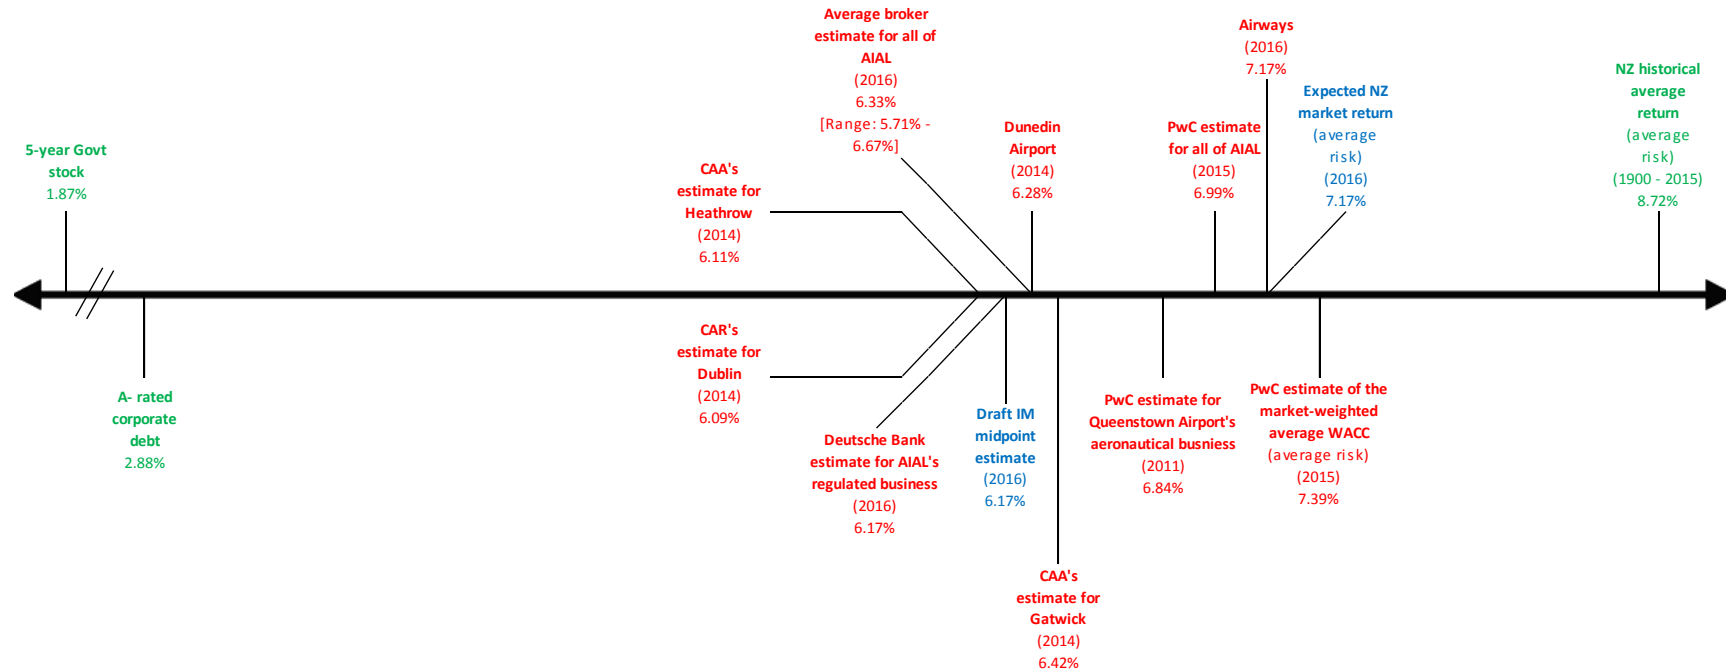 5-year Govt
stock
1.87%
A- rated
corporate
debt
2.88%
CAA's
estimate for
Heathrow
(2014)
6.11%
CAR's
estimate for
Dublin
(2014)
6.09%
Average broker
estimate for all of
AIAL
(2016)
6.33%
[Range: 5.71% -
6.67%]
Deutsche Bank
estimate for AIAL's
regulated business
(2016)
6.17%
Draft IM
midpoint
estimate
(2016)
6.17%
Dunedin
Airport
(2014)
6.28%
CAA's
estimate for
Gatwick
(2014)
6.42%
PwC estimate for
Queenstown Airport's
aeronautical busniess
(2011)
6.84%
PwC estimate
for all of AIAL
(2015)
6.99%
Airways
(2016)
7.17%
Expected NZ
market return
(average
risk)
(2016)
7.17%
PwC estimate of the
market-weighted
average WACC
(average risk)
(2015)
7.39%
NZ historical
average
return
(average
risk)
(1900 - 2015)
8.72%